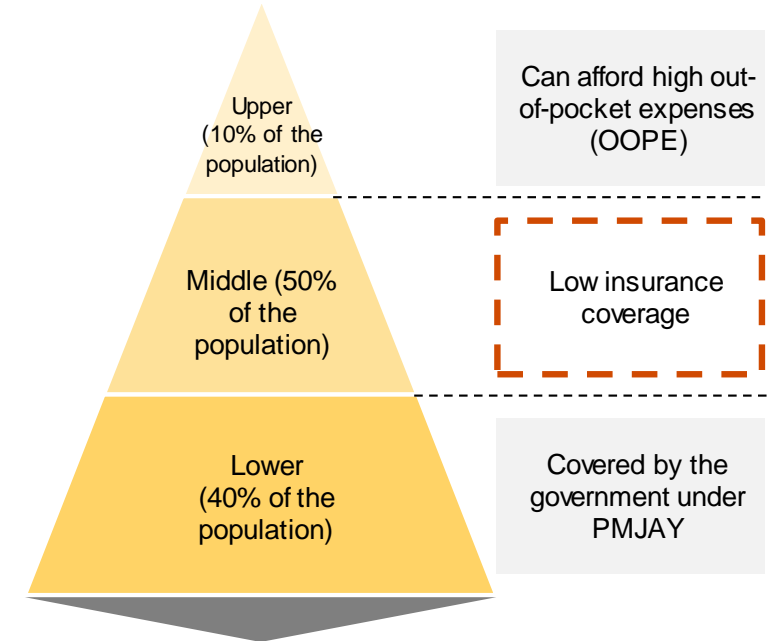 Upper
(10% of the
population)
Can afford high out-
of-pocket expenses
(OOPE)
Middle (50%
of the
population)
Low insurance
coverage
Lower
(40% of the
population)
Covered by the
government under
PMJAY